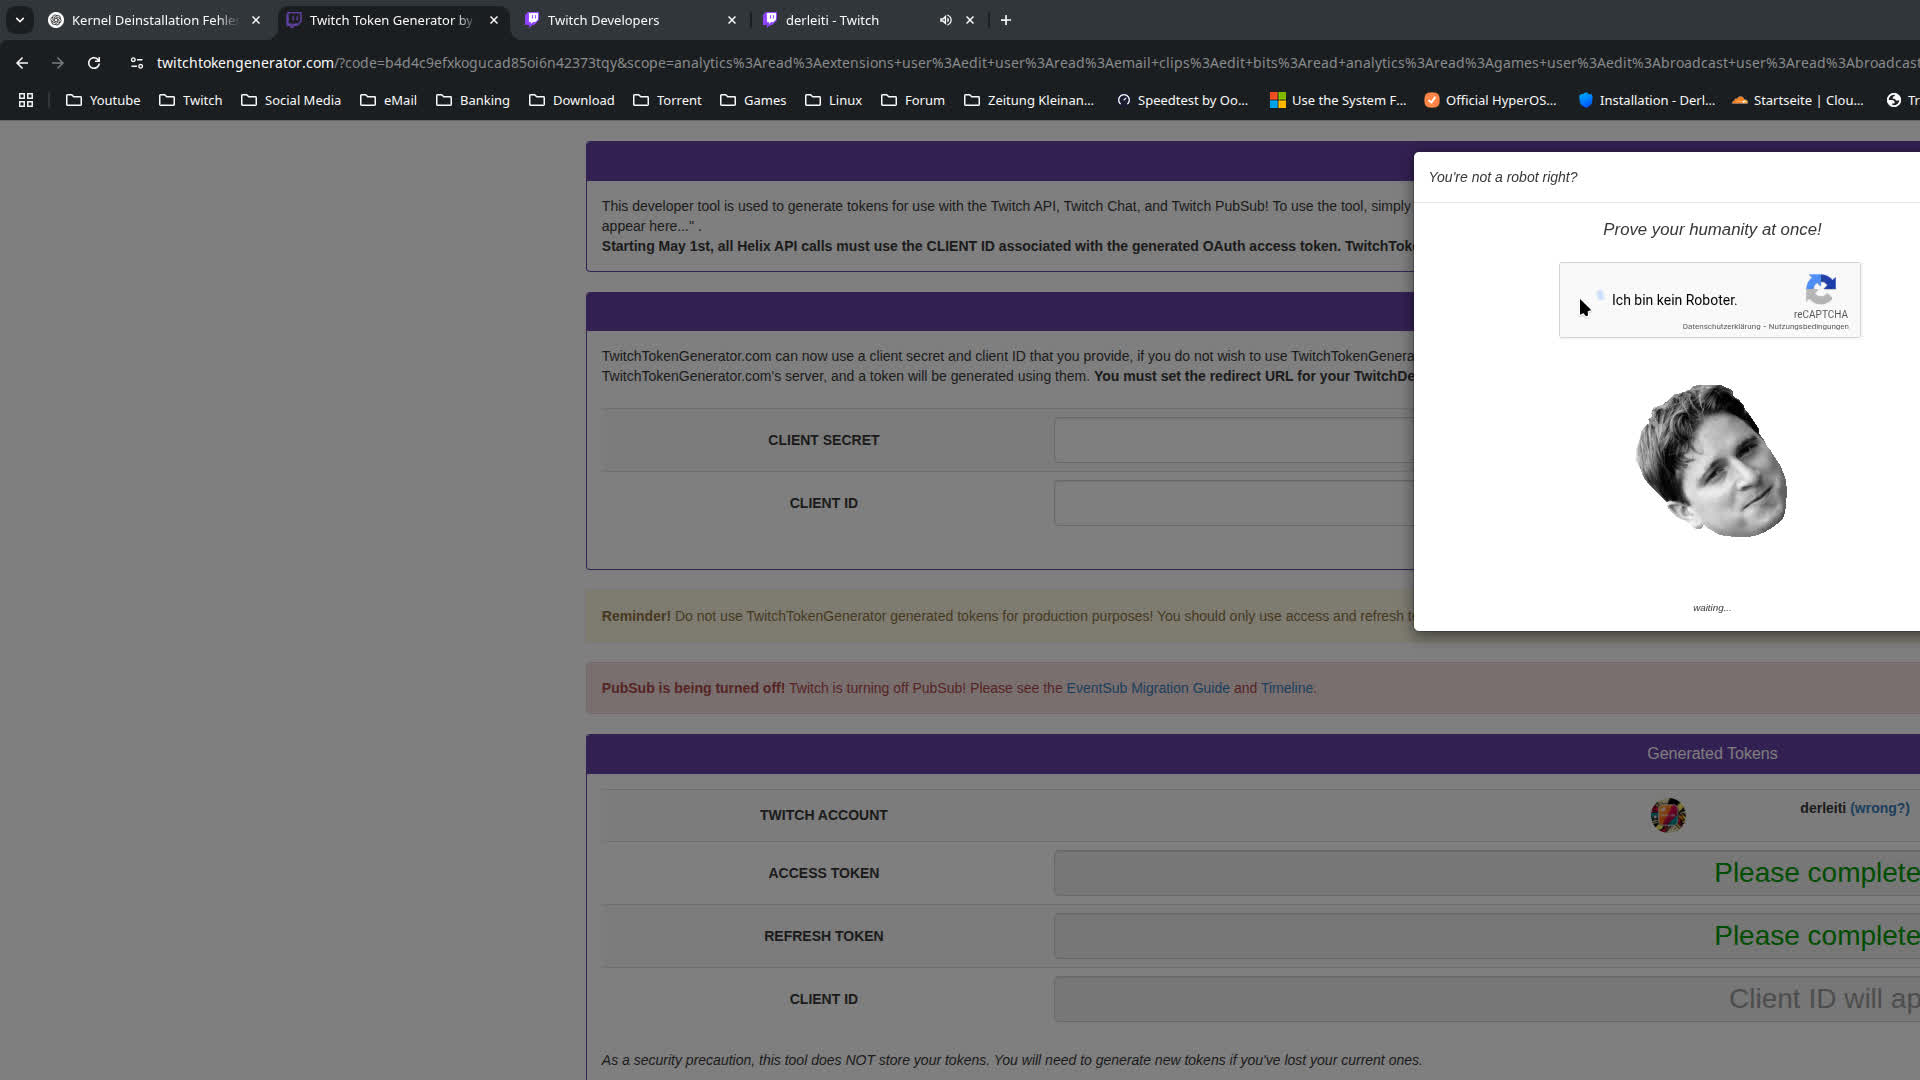 Kernel Deinstallation Fehle
Twitch Token Generator by
Twitch Developers
derleiti - Twitch
twitchtokengenerator.com/?code=b4d4c9efxkogucad85oi6n42373tqy&scope=analytics%3Aread%3Aextensions+user%3Aedit+user%3Aread%3Aemail+clips%3Aedit+bits%3Aread+analytics%3Aread%3Agames+user%3Aedit%3Abroadcast+user%3Aread%3Abroadcast
Youtube
Twitch
Social Media
eMail
Banking
Download
Torrent
Games
Linux
Forum
Zeitung Kleinan...
Speedtest by Oo...
Use the System F...
Official HyperOS...
Installation - Derl...
Startseite | Clou...
Tr
This developer tool is used to generate tokens for use with the Twitch API, Twitch Chat, and Twitch PubSub! To use the tool, simply
appear here..." .
Starting May 1st, all Helix API calls must use the CLIENT ID associated with the generated OAuth access token. TwitchTok
You're not a robot right?
Prove your humanity at once!
Ich bin kein Roboter.
reCAPTCHA
Datenschutzerklärung - Nutzungsbedingungen
waiting...
TwitchTokenGenerator.com can now use a client secret and client ID that you provide, if you do not wish to use TwitchTokenGenera
TwitchTokenGenerator.com's server, and a token will be generated using them. You must set the redirect URL for your TwitchDe
CLIENT SECRET
CLIENT ID
Reminder! Do not use TwitchTokenGenerator generated tokens for production purposes! You should only use access and refresh t
PubSub is being turned off! Twitch is turning off PubSub! Please see the EventSub Migration Guide and Timeline.
Generated Tokens
TWITCH ACCOUNT
derleiti (wrong?)
ACCESS TOKEN
Please complete
REFRESH TOKEN
Please complete
CLIENT ID
Client ID will ap
As a security precaution, this tool does NOT store your tokens. You will need to generate new tokens if you've lost your current ones.